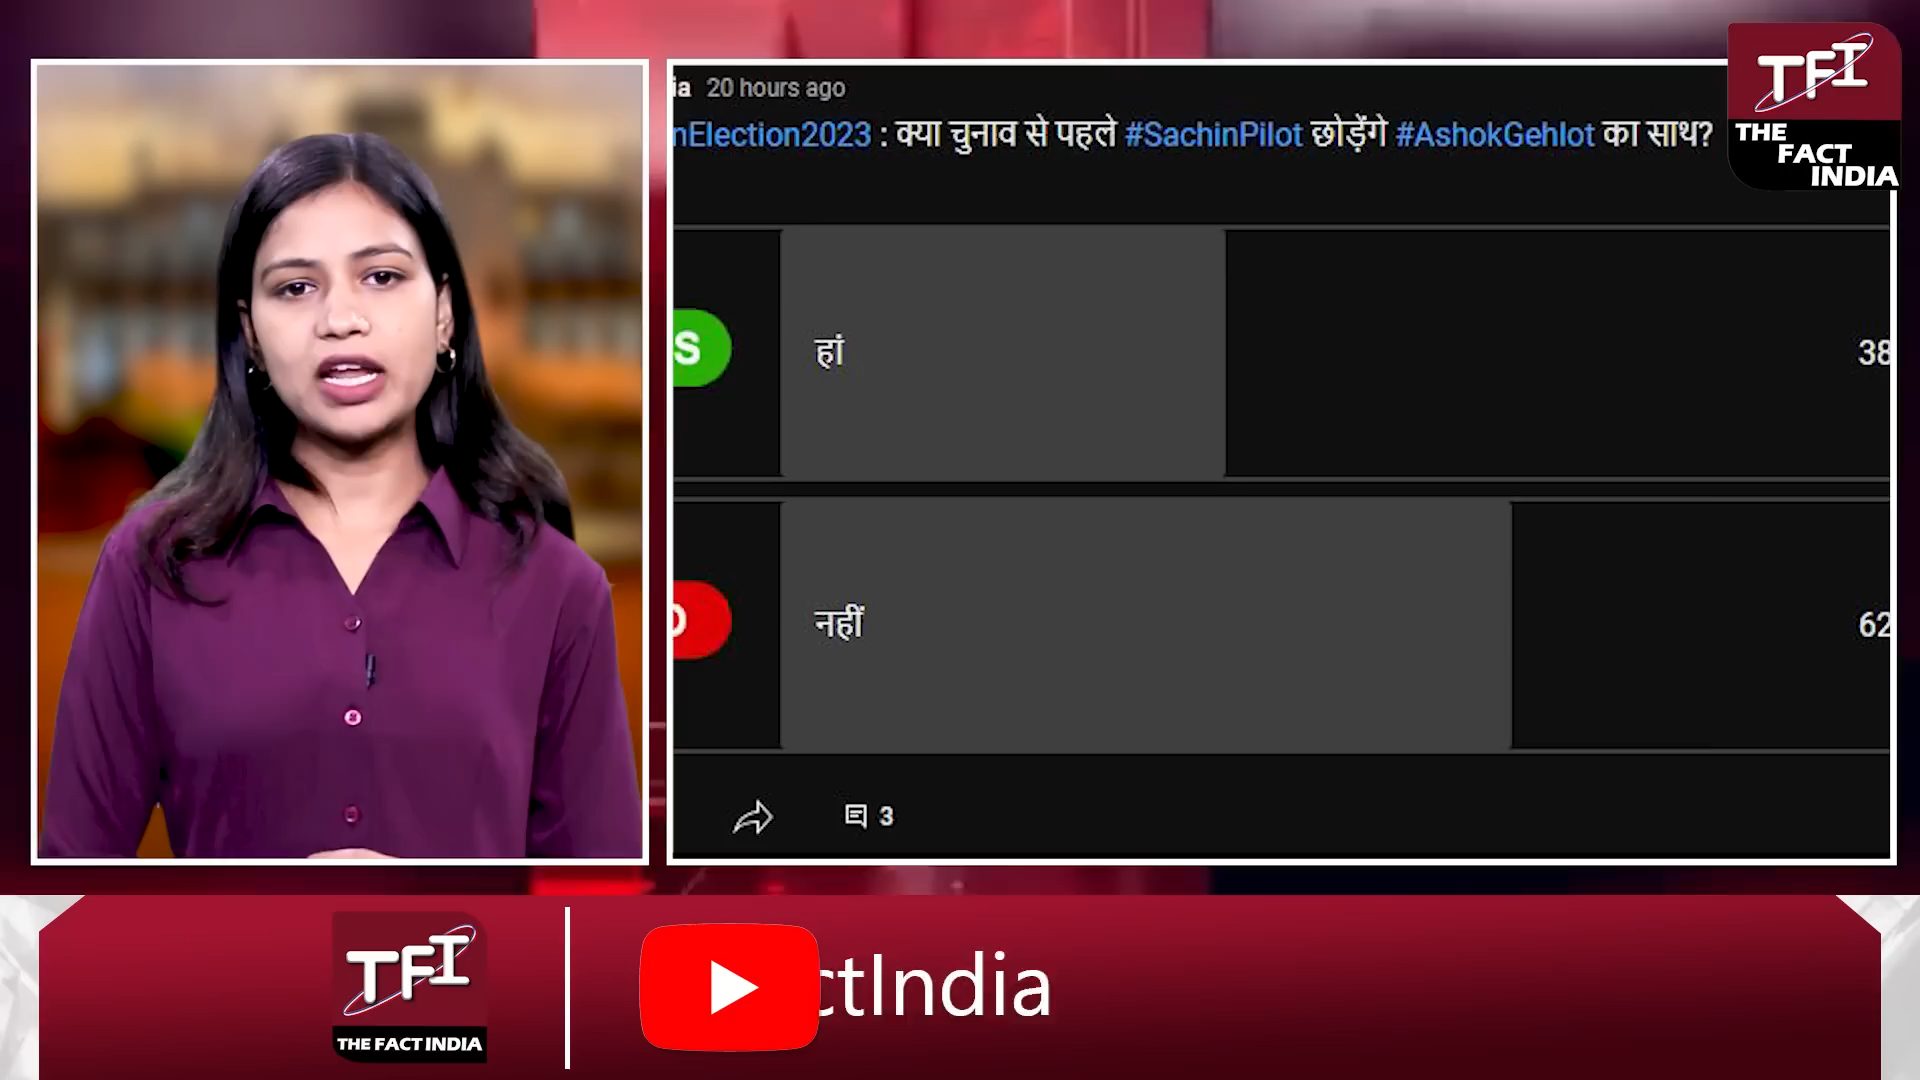 20 hours ago
nElection2023 : क्या चुनाव से पहले #SachinPilot छोड़ेंगे #AshokGehlot का साथ?
TFI
THE
FACT
INDIA
S
हां
38
नहीं
62
3
TFI
THE FACT INDIA
ctIndia